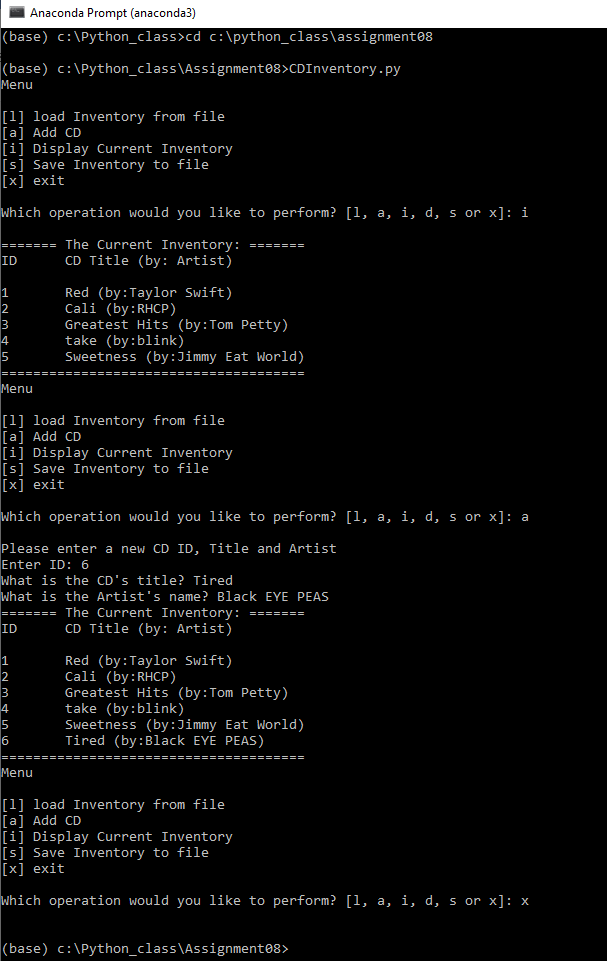 Anaconda Prompt (anaconda3)
(base) c:\Python_class>cd c:\python_class\assignment08
(base) c:\Python_class\Assignment08>CDInventory.py
Menu
[l] load Inventory from file
[a] Add CD
[i] Display Current Inventory
[s] Save Inventory to file
[x] exit
Which operation would you like to perform? [l, a, i, d, s or x]: i
======= The Current Inventory: =======
ID      CD Title (by: Artist)
1       Red (by:Taylor Swift)
2       Cali (by:RHCP)
3       Greatest Hits (by:Tom Petty)
4       take (by:blink)
5       Sweetness (by:Jimmy Eat World)
======================================
Menu
[l] load Inventory from file
[a] Add CD
[i] Display Current Inventory
[s] Save Inventory to file
[x] exit
Which operation would you like to perform? [l, a, i, d, s or x]: a
Please enter a new CD ID, Title and Artist
Enter ID: 6
What is the CD's title? Tired
What is the Artist's name? Black EYE PEAS
======= The Current Inventory: =======
ID      CD Title (by: Artist)
1       Red (by:Taylor Swift)
2       Cali (by:RHCP)
3       Greatest Hits (by:Tom Petty)
4       take (by:blink)
5       Sweetness (by:Jimmy Eat World)
6       Tired (by:Black EYE PEAS)
======================================
Menu
[l] load Inventory from file
[a] Add CD
[i] Display Current Inventory
[s] Save Inventory to file
[x] exit
Which operation would you like to perform? [l, a, i, d, s or x]: x
(base) c:\Python_class\Assignment08>